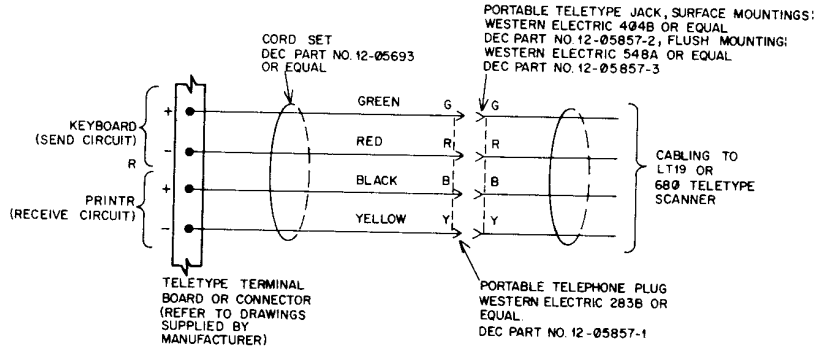 PORTABLE TELETYPE JACK, SURFACE MOUNTINGS:
WESTERN ELECTRIC 404B OR EQUAL
DEC PART NO. 12-05857-2, FLUSH MOUNTING:
WESTERN ELECTRIC 548A OR EQUAL
DEC PART NO. 12-05857-3
CORD SET
DEC PART NO. 12-05693
OR EQUAL
KEYBOARD
(SEND CIRCUIT)
R
PRINTR
(RECEIVE CIRCUIT)
+ GREEN G G
- RED R R
+ BLACK B B
- YELLOW Y Y
CABLING TO
LT19 OR
680 TELETYPE
SCANNER
TELETYPE TERMINAL
BOARD OR CONNECTOR
(REFER TO DRAWINGS
SUPPLIED BY
MANUFACTURER)
PORTABLE TELEPHONE PLUG
WESTERN ELECTRIC 283B OR
EQUAL.
DEC PART NO. 12-05857-1